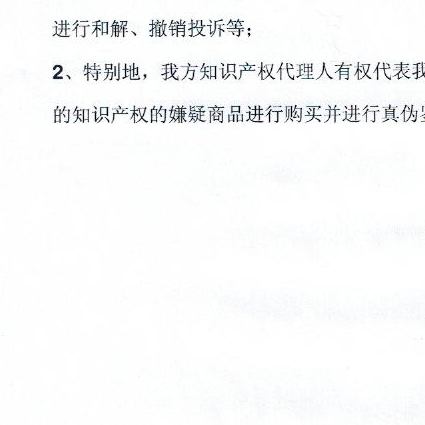 进行和解、撤销投诉等；
2、特别地，我方知识产权代理人有权代表我
的知识产权的嫌疑商品进行购买并进行真伪